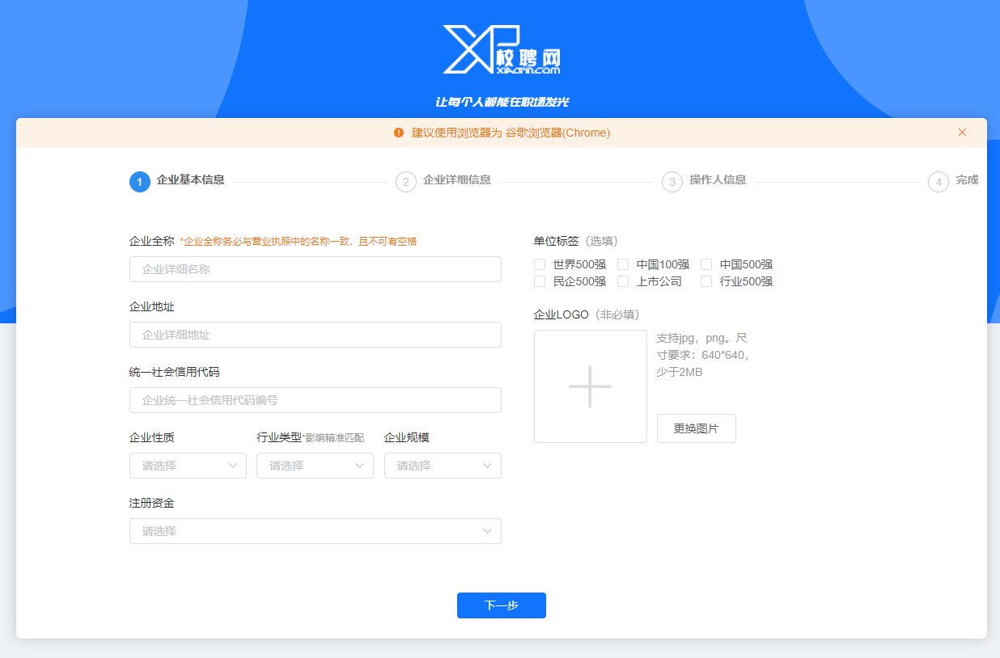 校聘网
让每个人都能在职场发光
建议使用浏览器为 谷歌浏览器(Chrome)
1 企业基本信息 2 企业详细信息 3 操作人信息 4 完成
企业全称 *企业全称务必与营业执照中的名称一致，且不可有空格
企业详细名称
企业地址
企业详细地址
统一社会信用代码
企业统一社会信用代码编号
企业性质 行业类型*影响精准匹配 企业规模
请选择 请选择 请选择
注册资金
请选择
单位标签（选填）
世界500强 中国100强 中国500强
民企500强 上市公司 行业500强
企业LOGO（非必填）
支持jpg，png。尺
寸要求：640*640，
少于2MB
更换图片
下一步